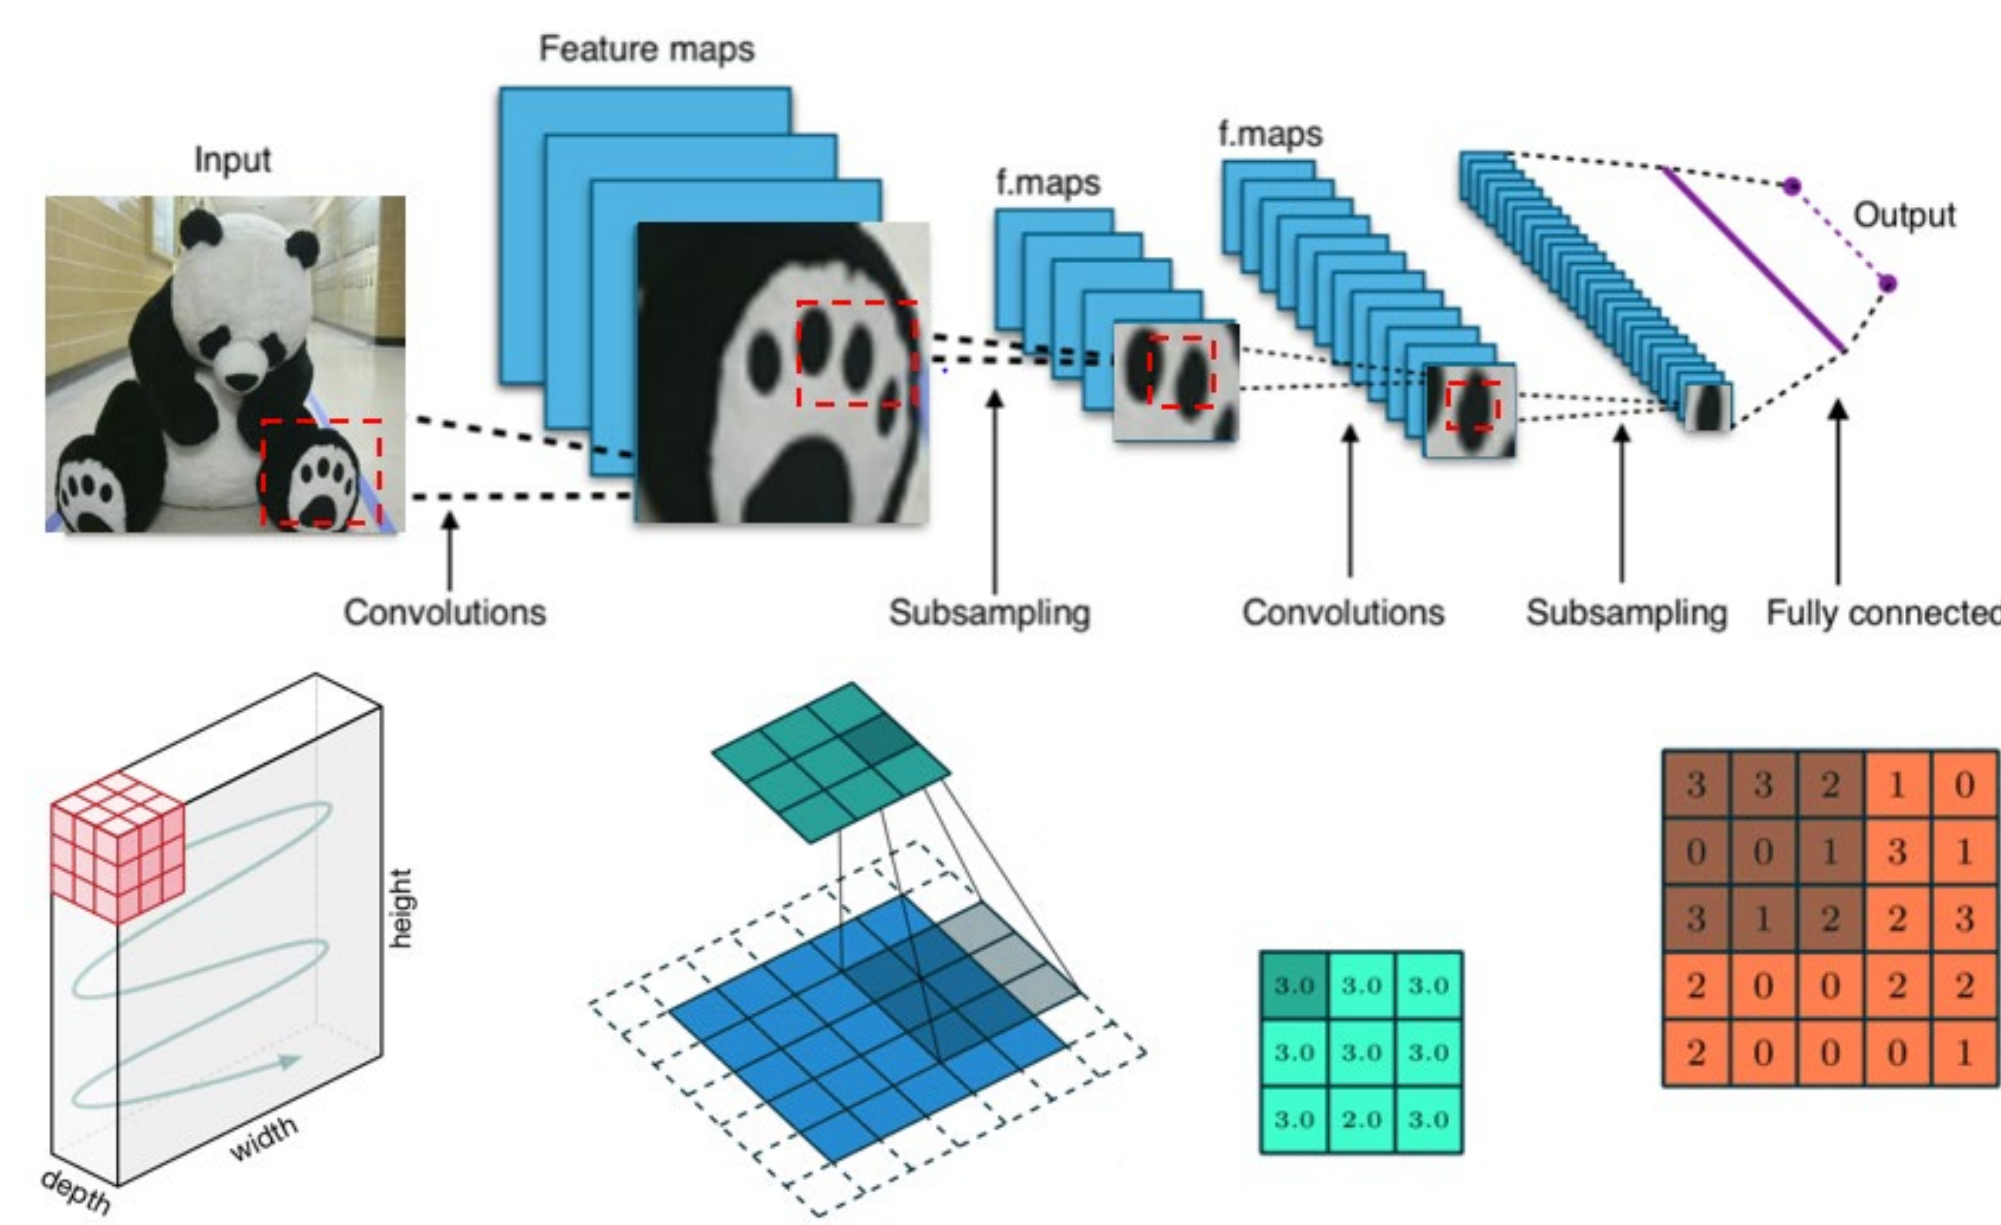 Feature maps
Input
f.maps
f.maps
Output
Convolutions
Subsampling
Convolutions
Subsampling
Fully connected
height
width
depth
3.0 3.0 3.0
3.0 3.0 3.0
3.0 2.0 3.0
3 3 2 1 0
0 0 1 3 1
3 1 2 2 3
2 0 0 2 2
2 0 0 0 1